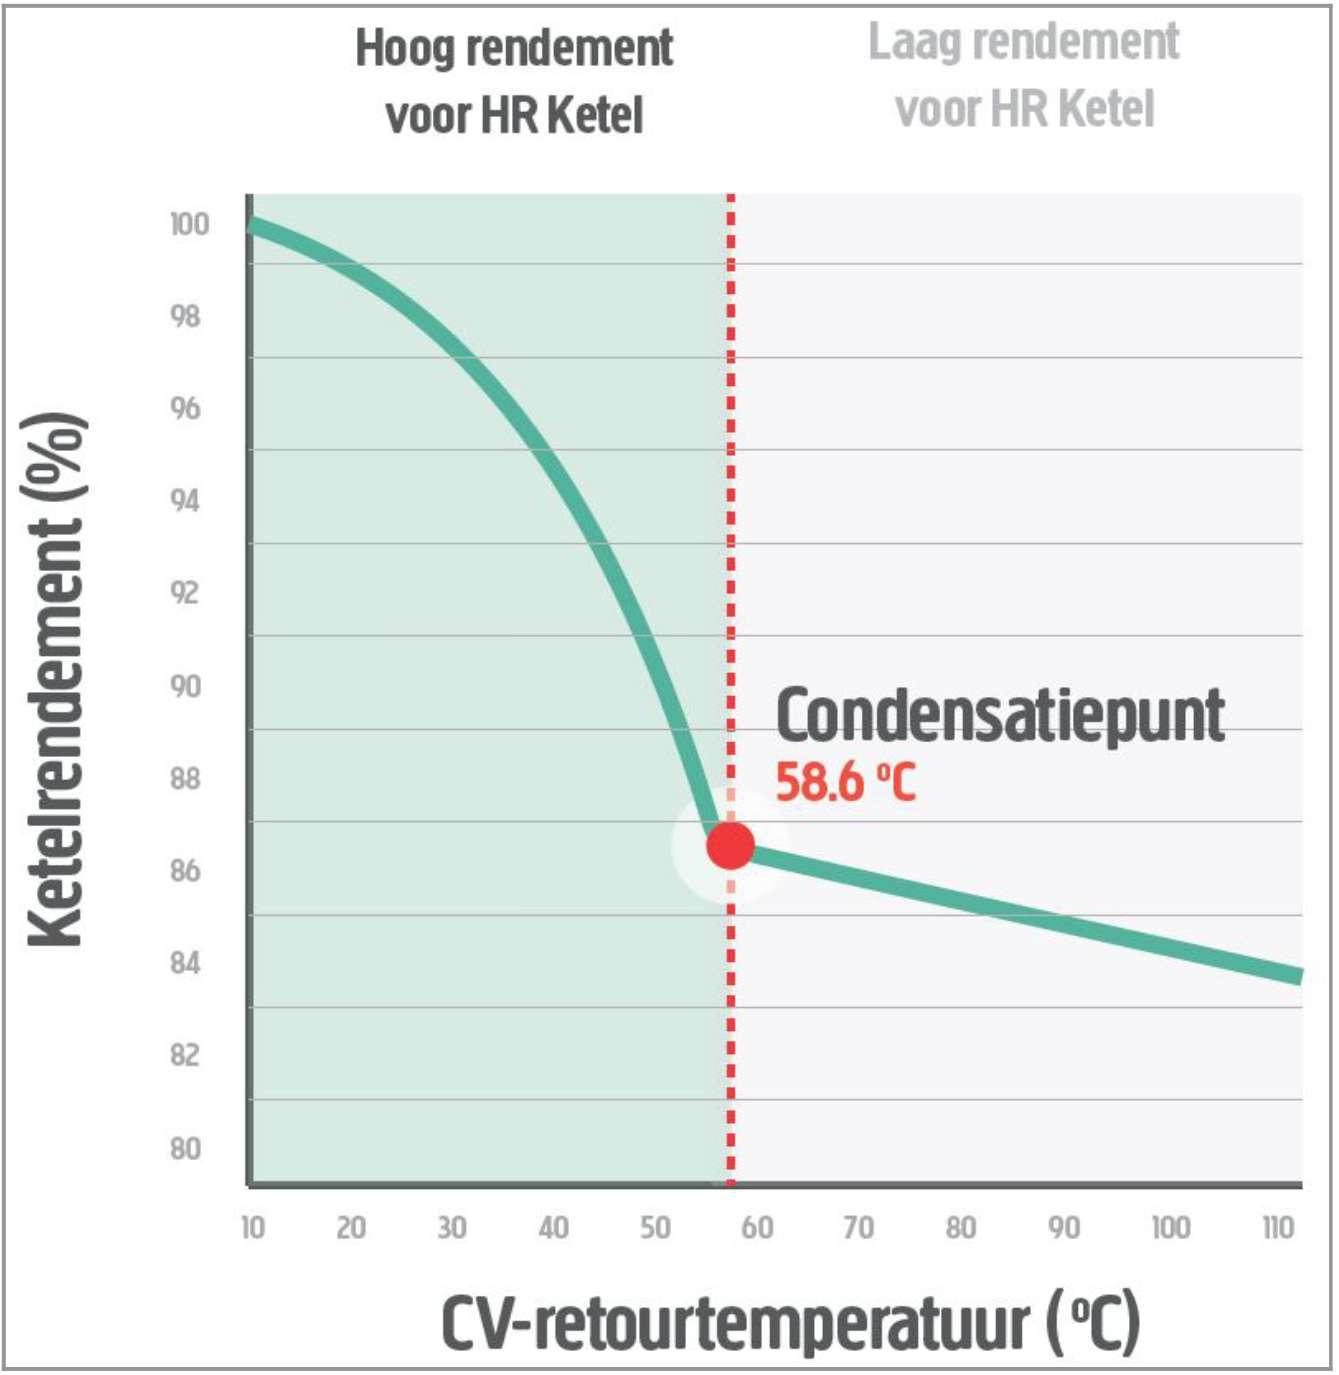 Hoog rendement
voor HR Ketel
Laag rendement
voor HR Ketel
Ketelrendement (%)
100
98
96
94
92
90
88
86
84
82
80
Condensatiepunt
58.6 ºC
10 20 30 40 50 60 70 80 90 100 110
CV-retourtemperatuur (ºC)